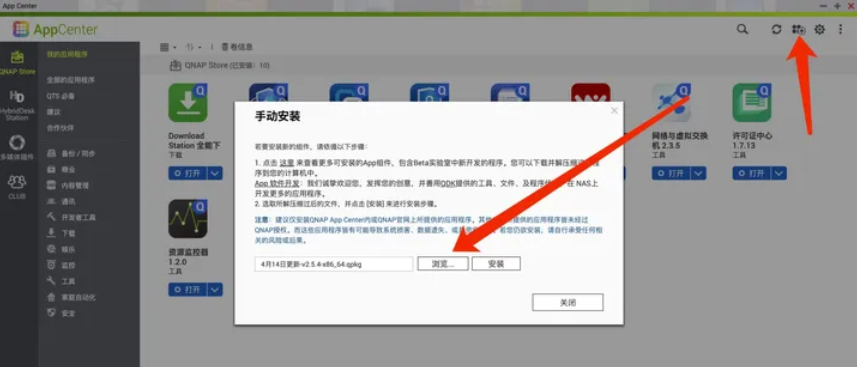 App Center
AppCenter
QNAP Store
HybridDesk
Station
多媒体插件
CLUB
我的应用程序
全部的应用程序
QTS 必备
建议
合作伙伴
备份 / 同步
商业
内容管理
通讯
开发者工具
下载
娱乐
监控
工具
家庭自动化
安全
卷信息
QNAP Store (已安装：10)
Download
Station 全能下
下载
打开
资源监控器
1.2.0
工具
打开
网络与虚拟交换
机 2.3.5
工具
打开
许可证中心
1.7.13
工具
打开
手动安装
若要安装新的组件，请依循以下步骤：
1. 点击 这里 来查看更多可安装的App组件，包含Beta实验室中新开发的程序。您可以下载并解压缩
序到您的计算机中。
App 软件开发：我们诚挚欢迎您，发挥您的创意，并善用QDK提供的工具、文件、及程序
在 NAS上
开发更多的应用程序。
2. 选取所解压缩过后的文件，并点击 [安装] 来进行安装步骤。
注意：建议仅安装QNAP App Center内或QNAP官网上所提供的应用程序。其他
提供的应用程序皆未经过
QNAP授权，而这些应用程序皆有可能导致系统损害、数据遗失、或
若您仍欲安装，请自行承受任何相
关的风险或后果。
4月14日更新-v2.5.4-x86_64.qpkg
浏览...
安装
关闭